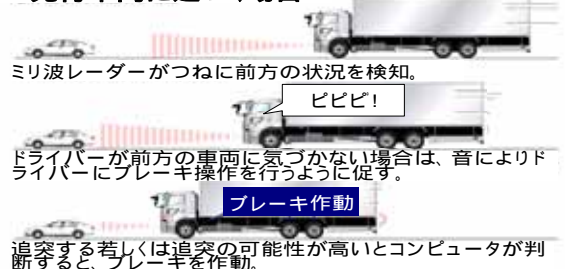 ミリ波レーダーがつねに前方の状況を検知。
ピピピ！
ドライバーが前方の車両に気づかない場合は、音によりド
ライバーにブレーキ操作を行うように促す。
ブレーキ作動
追突する若しくは追突の可能性が高いとコンピュータが判
断すると、ブレーキを作動。